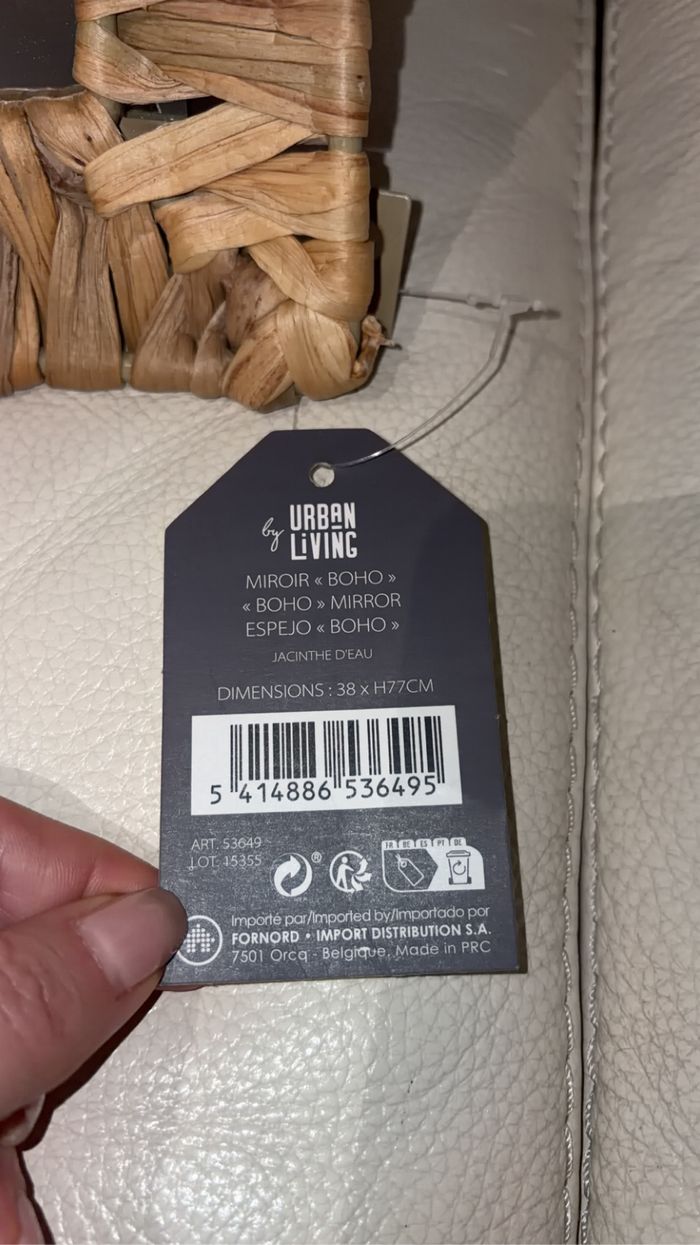 by URBAN
LiVING
MIROIR « BOHO »
« BOHO » MIRROR
ESPEJO « BOHO »
JACINTHE D'EAU
DIMENSIONS : 38 x H77CM
5 414886 536495
ART. 53649
LOT. 15355
®
FR BE ES PT DE
Importé par/Imported by/Importado por
FORNORD • IMPORT DISTRIBUTION S.A.
7501 Orcq - Belgique. Made in PRC